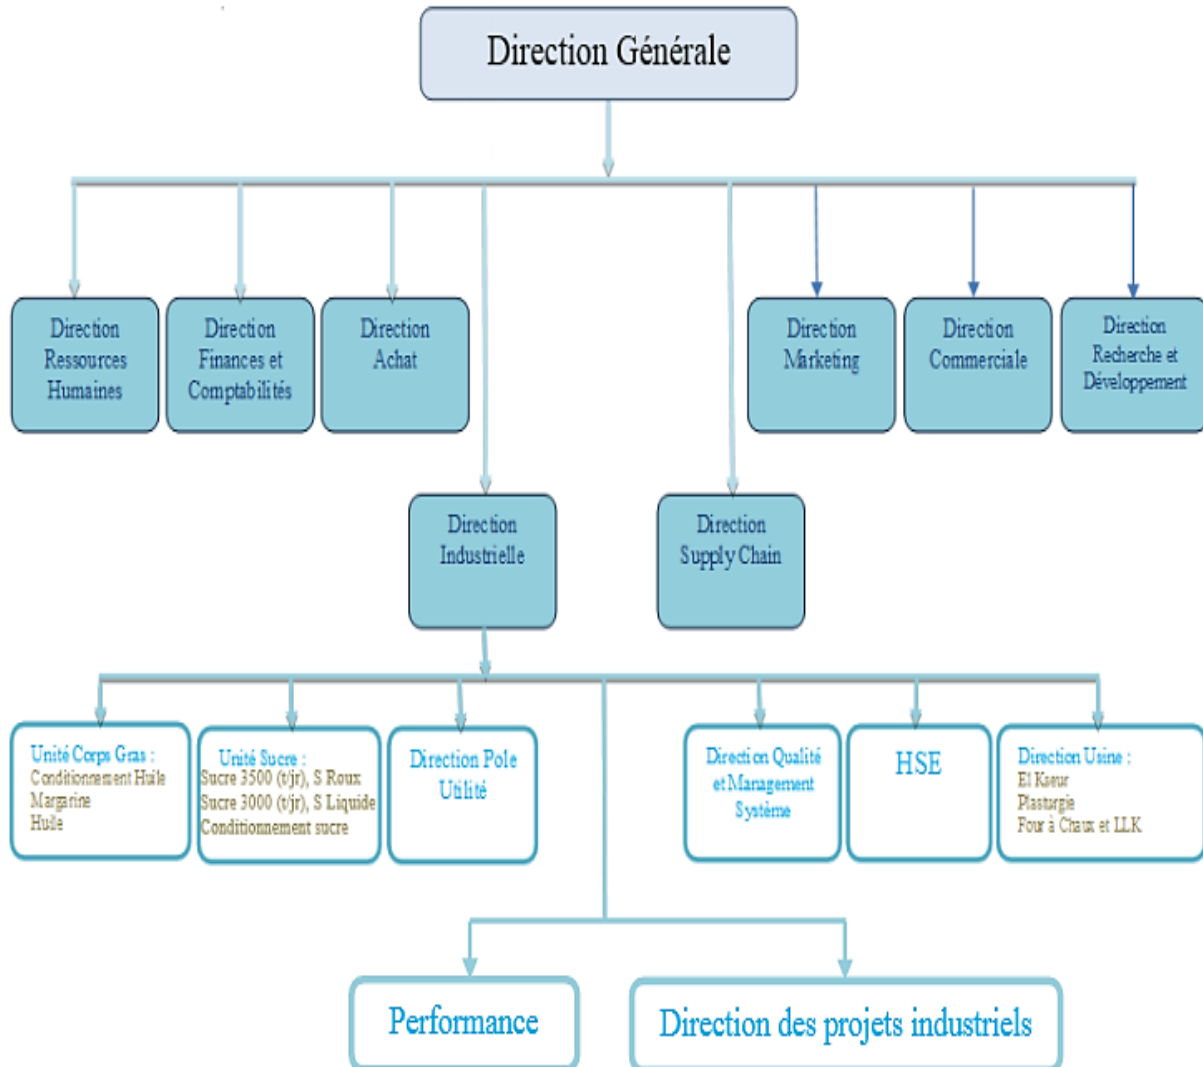 Direction Générale
Direction
Ressources
Humaines
Direction
Finances et
Comptabilités
Direction
Achat
Direction
Marketing
Direction
Commerciale
Direction
Recherche et
Développement
Direction
Industrielle
Direction
Supply Chain
Unité Corps Gras :
Conditionnement Huile
Margarine
Huile
Unité Sucre :
Sucre 3500 (t/jr), S Roux
Sucre 3000 (t/jr), S Liquide
Conditionnement sucre
Direction Pole
Utilité
Direction Qualité
et Management
Système
HSE
Direction Usine :
El Kseur
Plasturgie
Four à Chaux et LLK
Performance
Direction des projets industriels